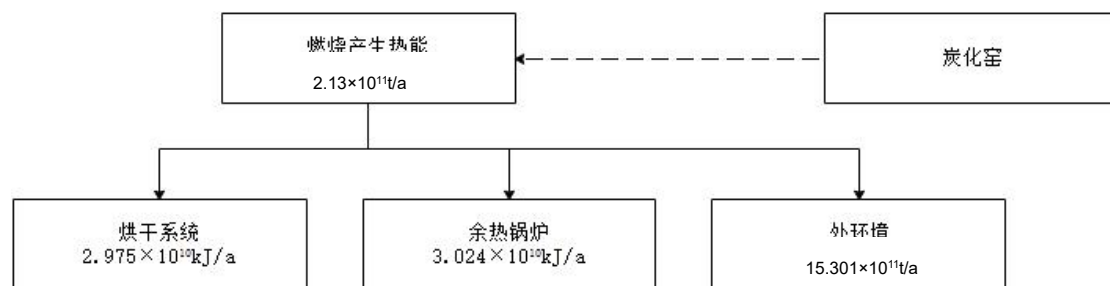 燃烧产生热能
2.13×10¹¹t/a
炭化窑
烘干系统
2.975×10¹⁰kJ/a
余热锅炉
3.024×10¹⁰kJ/a
外环境
15.301×10¹¹t/a